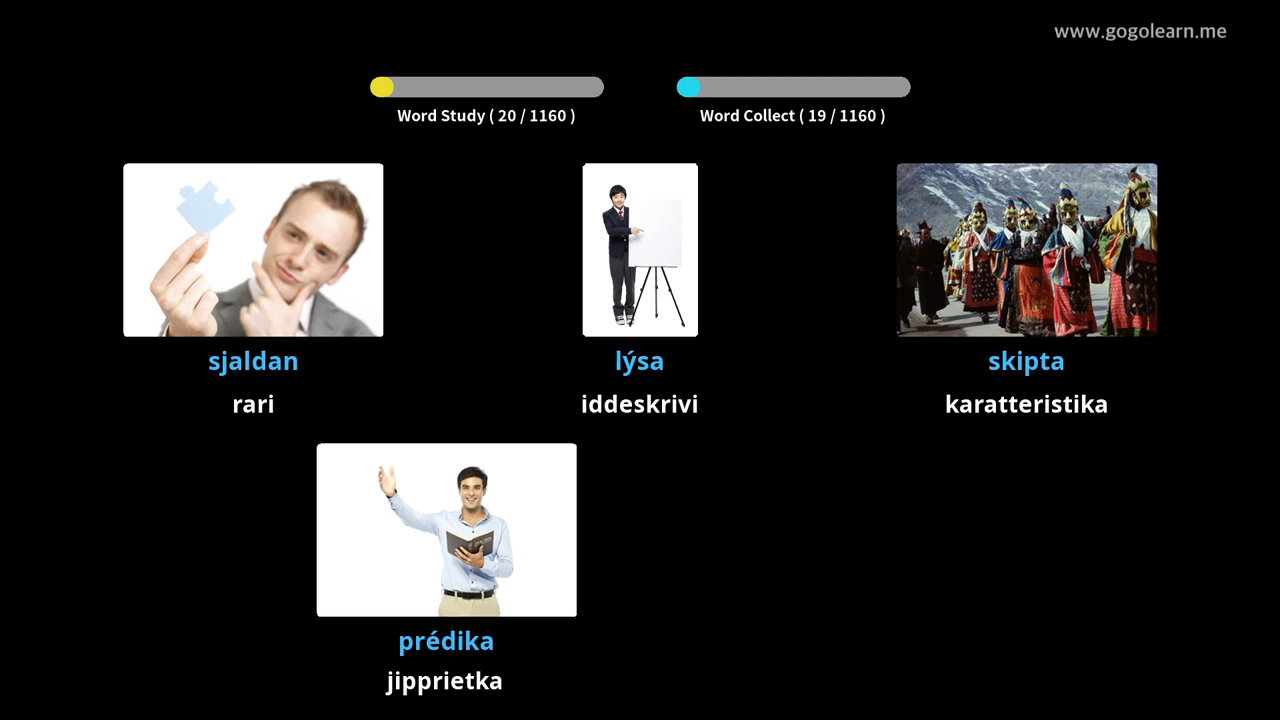 www.gogolearn.me
Word Study ( 20 / 1160 )
Word Collect ( 19 / 1160 )
sjaldan
rari
lýsa
iddeskrivi
skipta
karatteristika
prédika
jipprietka